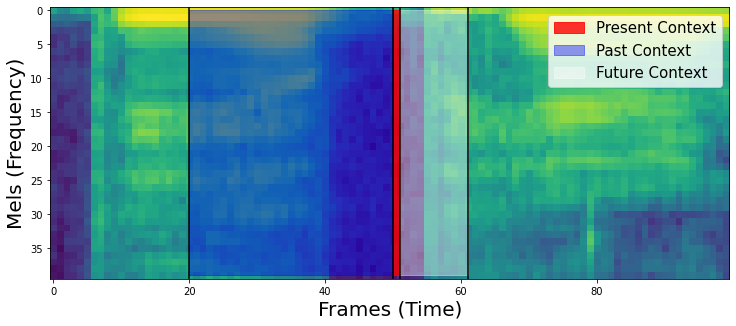 Present Context
Past Context
Future Context
0
5
10
15
20
25
30
35
Mels (Frequency)
0
20
40
60
80
Frames (Time)